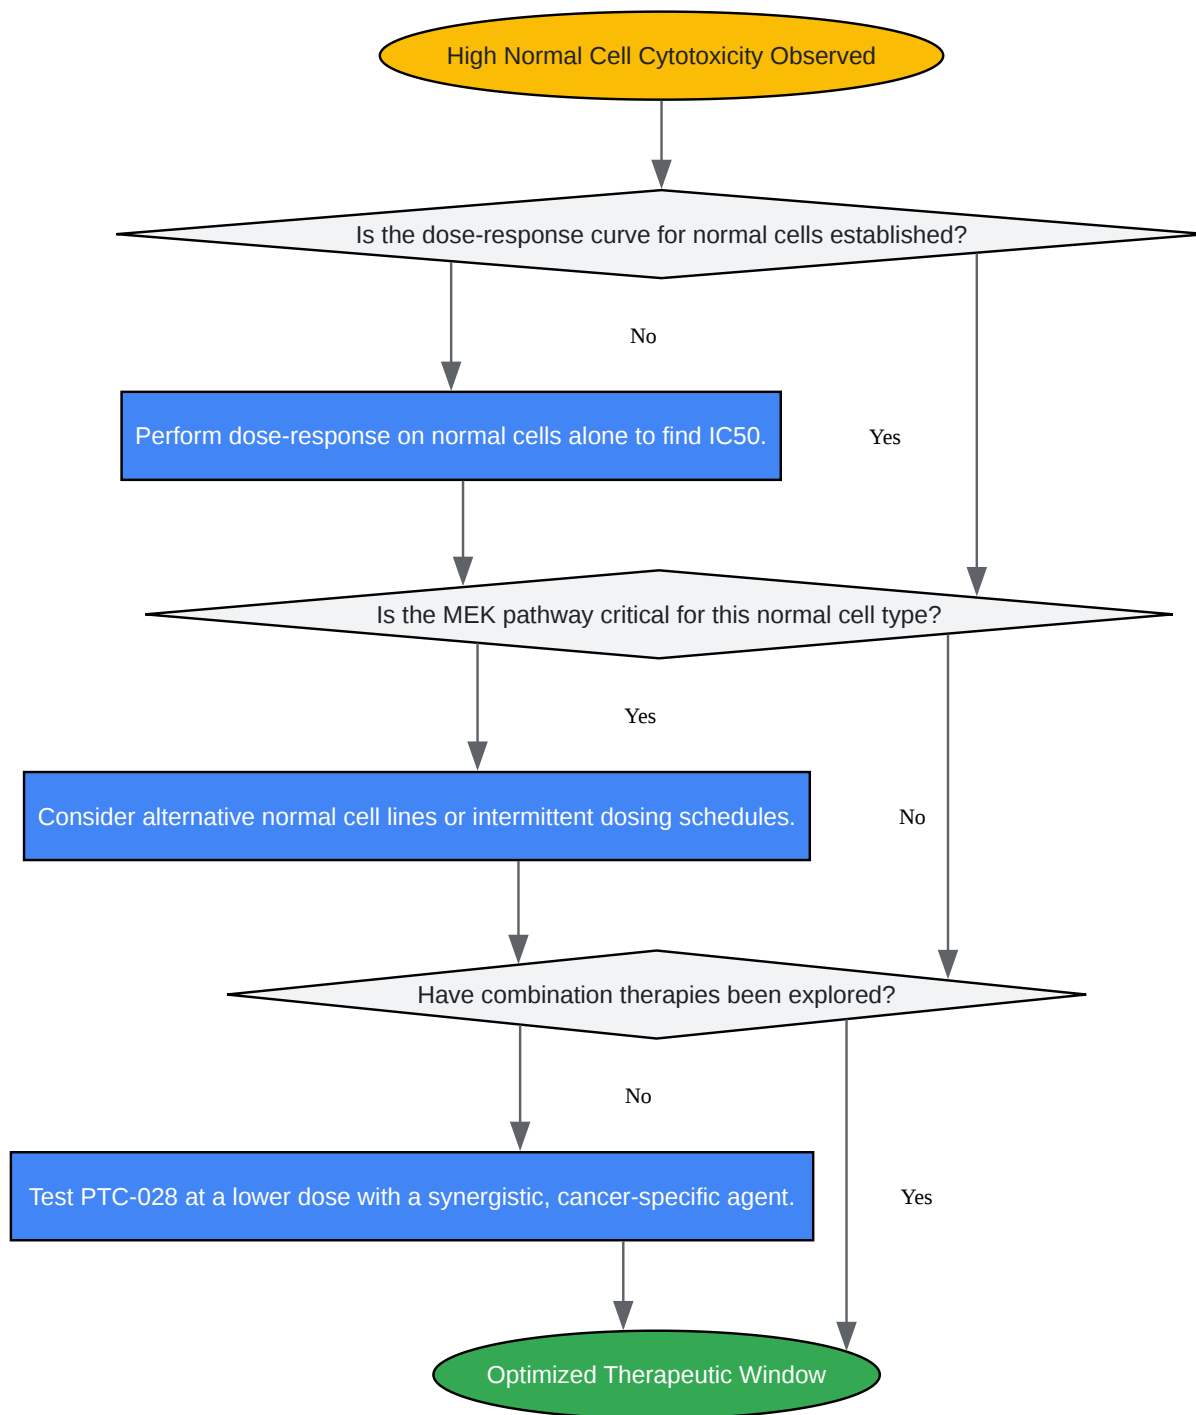 High Normal Cell Cytotoxicity Observed
Is the dose-response curve for normal cells established?
No
Perform dose-response on normal cells alone to find IC50.
Yes
Is the MEK pathway critical for this normal cell type?
Yes
Consider alternative normal cell lines or intermittent dosing schedules.
No
Have combination therapies been explored?
No
Test PTC-028 at a lower dose with a synergistic, cancer-specific agent.
Yes
Optimized Therapeutic Window